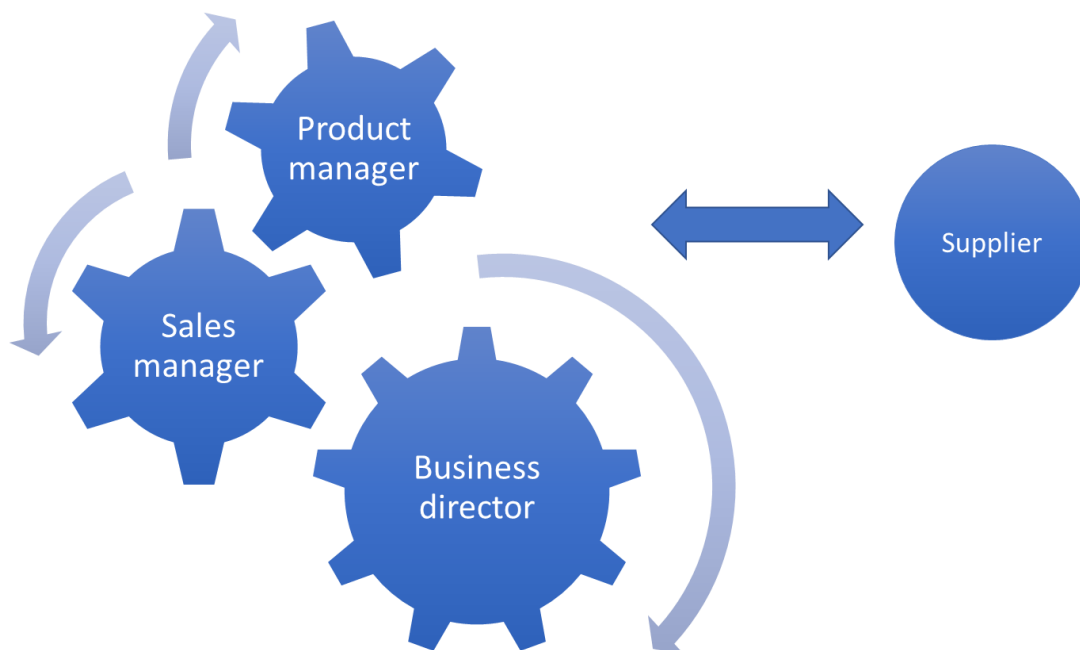 Product
manager
Supplier
Sales
manager
Business
director